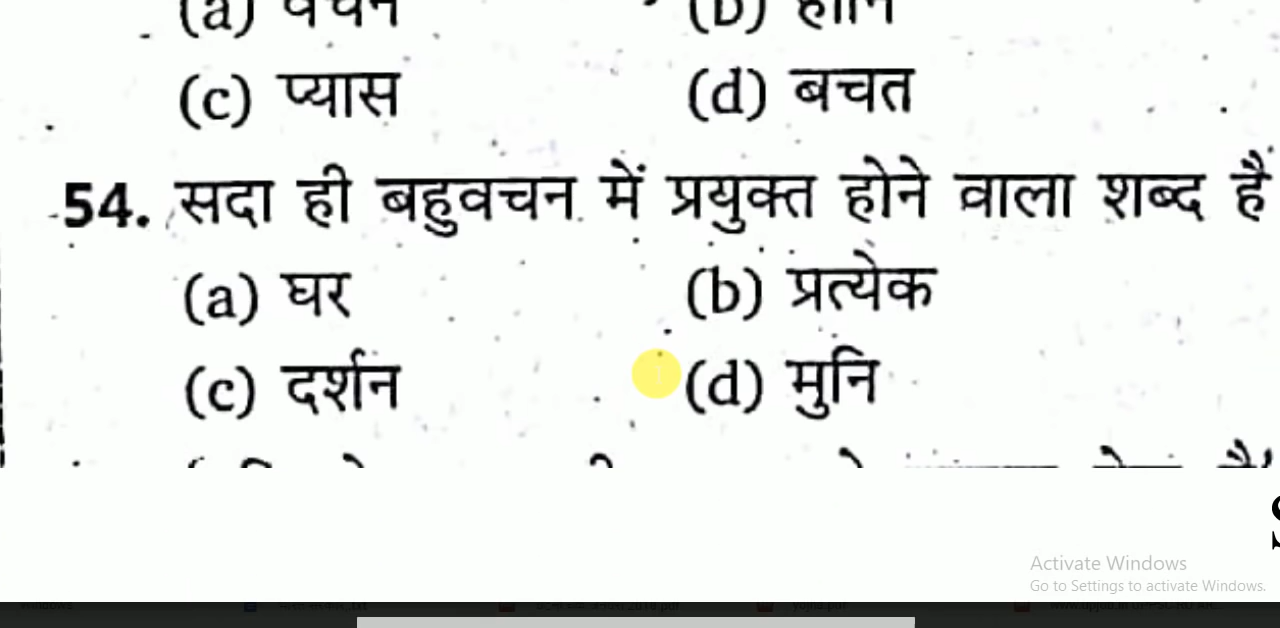 (a) वचन (b) हानि
(c) प्यास (d) बचत
54. सदा ही बहुवचन में प्रयुक्त होने वाला शब्द है
(a) घर (b) प्रत्येक
(c) दर्शन (d) मुनि
Activate Windows
Go to Settings to activate Windows.